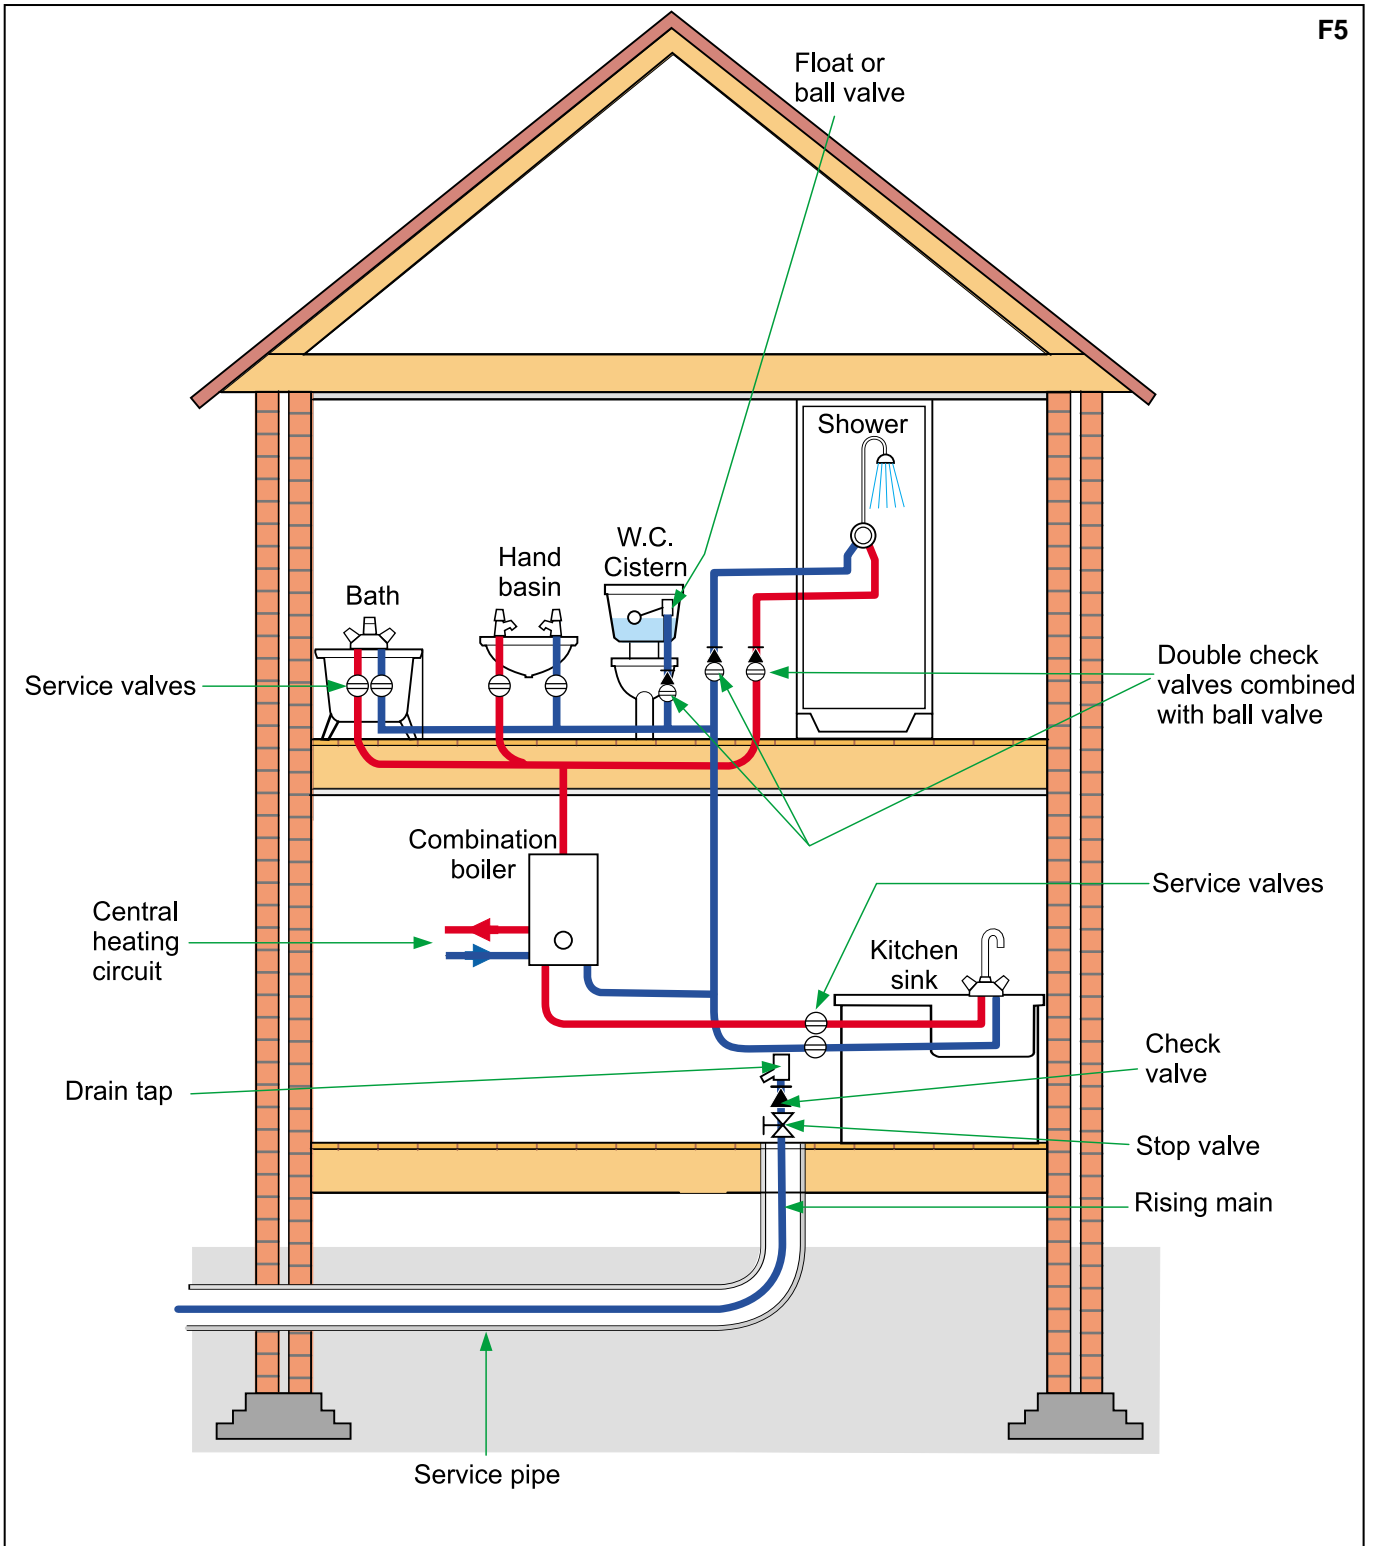 F5
Float or
ball valve
Shower
W.C.
Cistern
Hand
basin
Bath
Service valves
Double check
valves combined
with ball valve
Combination
boiler
Service valves
Central
heating
circuit
Kitchen
sink
Check
valve
Drain tap
Stop valve
Rising main
Service pipe